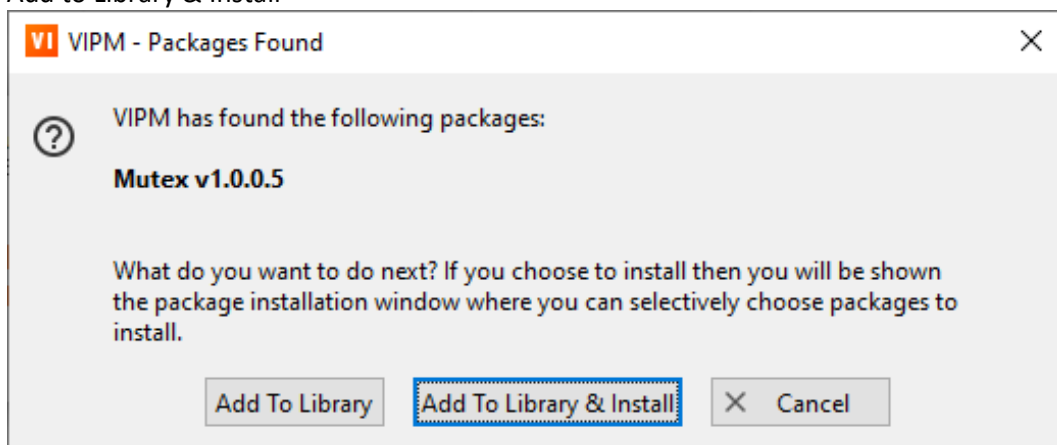 Add to Library & Install
VI VIPM - Packages Found
VIPM has found the following packages:
Mutex v1.0.0.5
What do you want to do next? If you choose to install then you will be shown
the package installation window where you can selectively choose packages to
install.
Add To Library Add To Library & Install Cancel